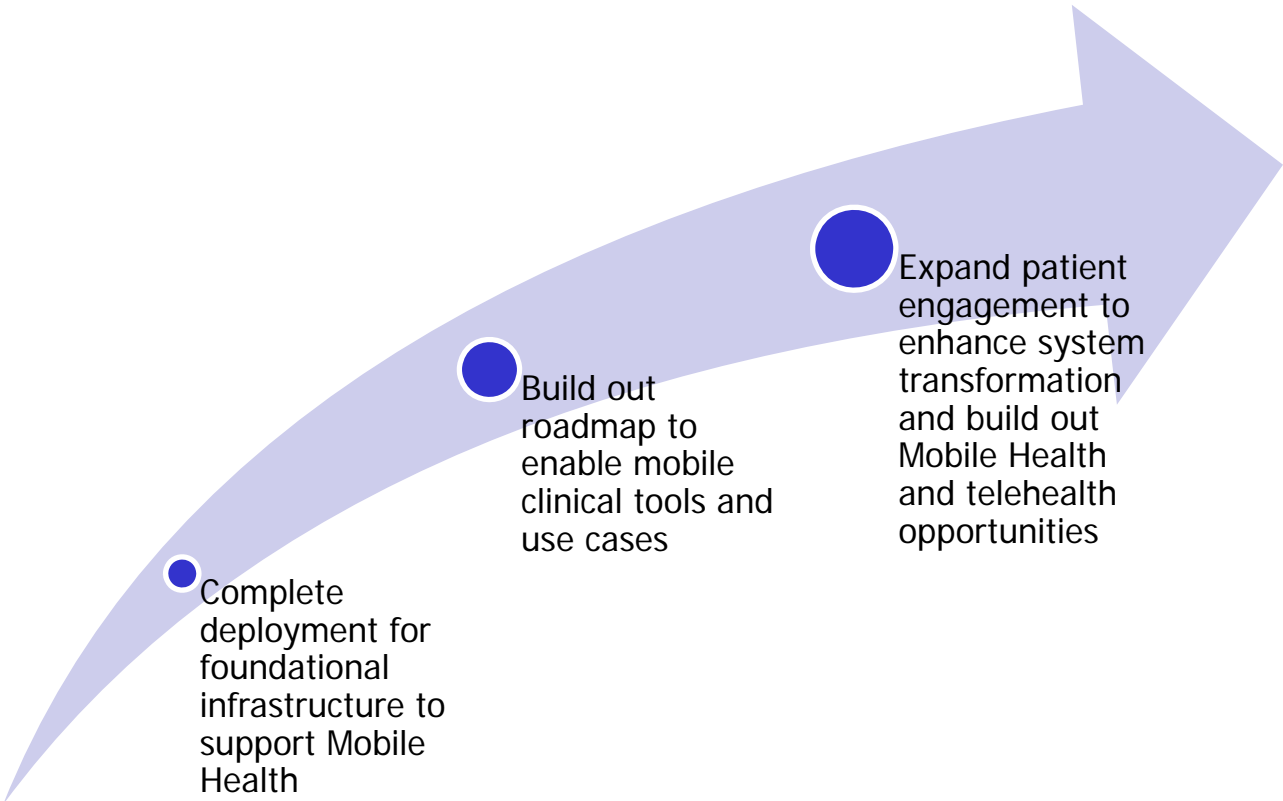 Complete
deployment for
foundational
infrastructure to
support Mobile
Health
Build out
roadmap to
enable mobile
clinical tools and
use cases
Expand patient
engagement to
enhance system
transformation
and build out
Mobile Health
and telehealth
opportunities